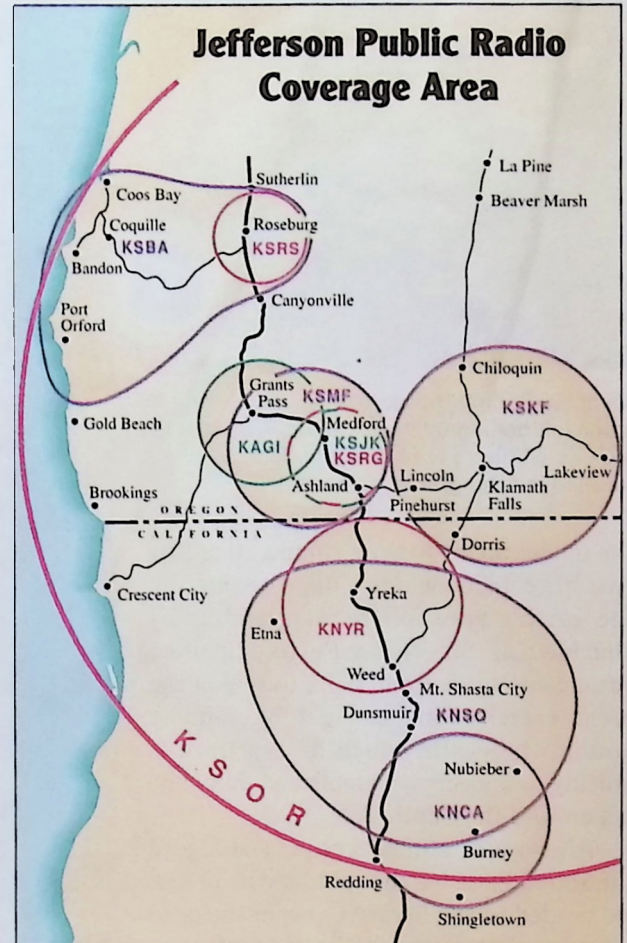 Jefferson Public Radio
Coverage Area
La Pine
Sutherlin
Coos Bay
Beaver Marsh
Coquille
Roseburg
KSBA
KSRS
Bandon
Canyonville
Port
Orford
Chiloquin
Grants
Pass
KSMF
KSKF
Gold Beach
Medford
KAGI
KSJK
KSRG
Lincoln
Lakeview
Ashland
Klamath
Falls
Pinehurst
Brookings
OREGON
CALIFORNIA
Dorris
Crescent City
Yreka
Etna
KNYR
Weed
Mt. Shasta City
Dunsmuir
KNSQ
KSOR
Nubieber
KNCA
Burney
Redding
Shingletown